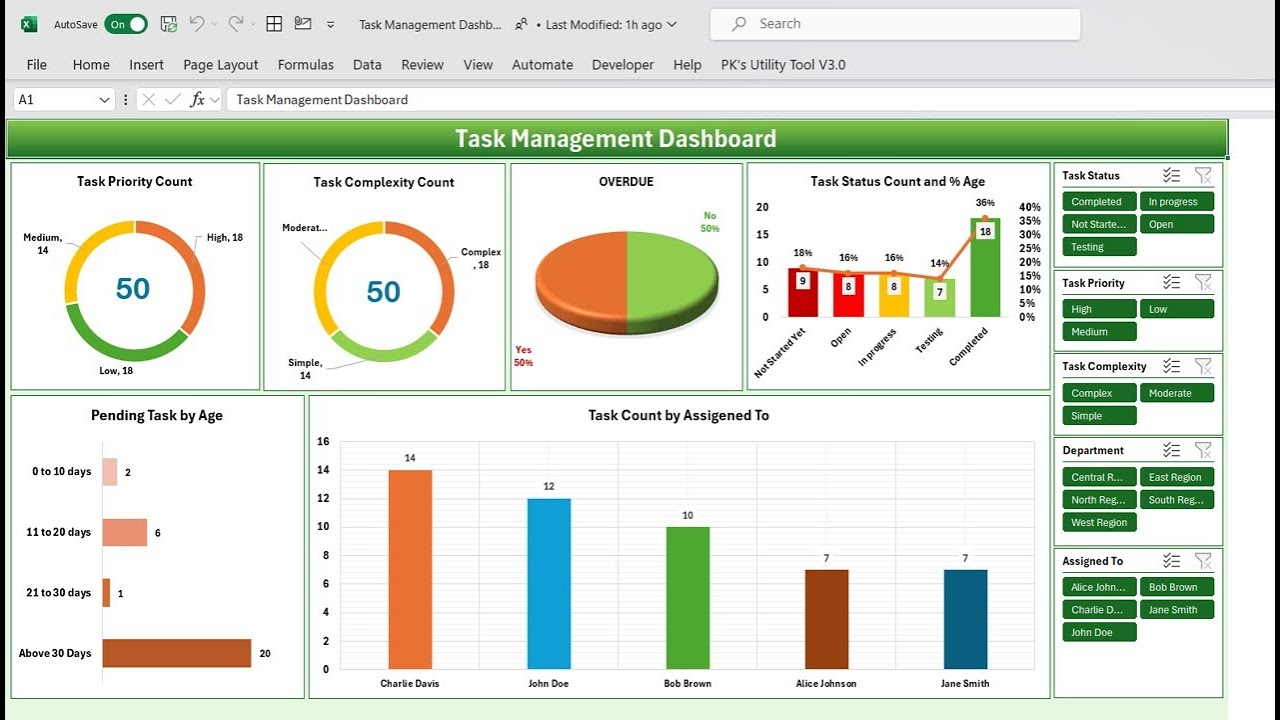 AutoSave On Task Management Dashb... • Last Modified: 1h ago Search
File Home Insert Page Layout Formulas Data Review View Automate Developer Help PK's Utility Tool V3.0
A1 fx Task Management Dashboard
Task Management Dashboard
Task Priority Count
Medium,
14
High, 18
50
Low, 18
Task Complexity Count
Moderat...
Complex
, 18
50
Simple,
14
OVERDUE
No
50%
Yes
50%
Task Status Count and % Age
20
15
10
5
0
18%
16%
16%
14%
36%
9
8
8
7
18
40%
35%
30%
25%
20%
15%
10%
5%
0%
Not Started Yet
Open
In progress
Testing
Completed
Pending Task by Age
0 to 10 days 2
11 to 20 days 6
21 to 30 days 1
Above 30 Days 20
Task Count by Assigened To
16
14
12
10
8
6
4
2
0
14
12
10
7
7
Charlie Davis John Doe Bob Brown Alice Johnson Jane Smith
Task Status
Completed In progress
Not Starte... Open
Testing
Task Priority
High Low
Medium
Task Complexity
Complex Moderate
Simple
Department
Central R... East Region
North Reg... South Reg...
West Region
Assigned To
Alice John... Bob Brown
Charlie D... Jane Smith
John Doe